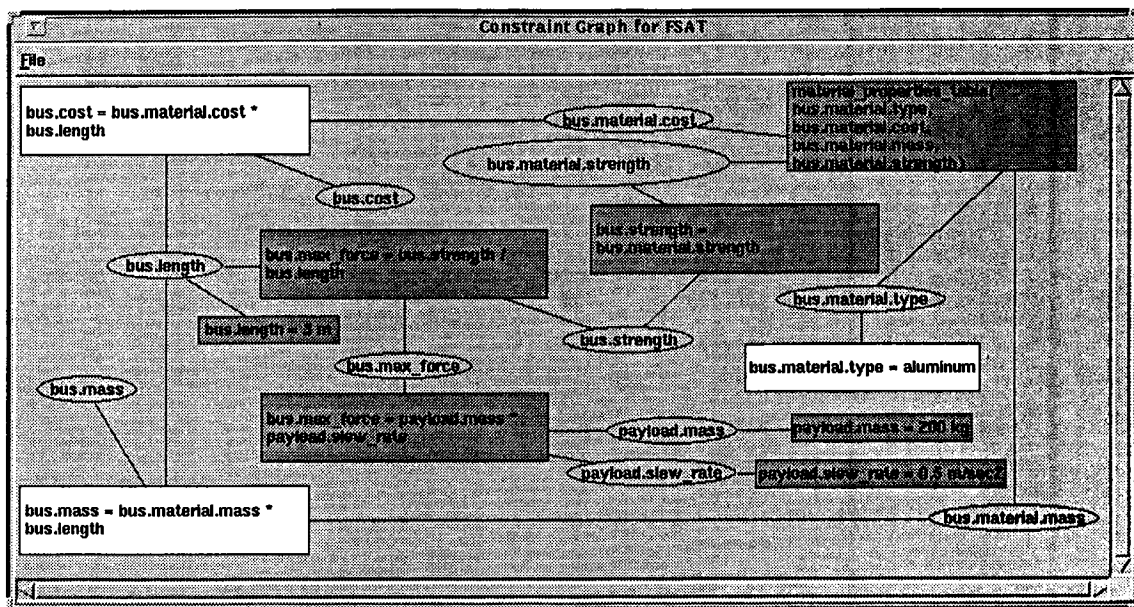 Constraint Graph for FSAT
File
bus.cost = bus.material.cost *
bus.length
bus.material.cost
material_properties_table(
bus.material.type,
bus.material.cost,
bus.material.mass,
bus.material.strength)
bus.material.strength
bus.cost
bus.strength =
bus.material.strength
bus.length
bus.max_force = bus.strength /
bus.length
bus.material.type
bus.length = 3 m
bus.strength
bus.max_force
bus.material.type = aluminum
bus.mass
bus.max_force = payload.mass *
payload.slew_rate
payload.mass
payload.mass = 200 kg
payload.slew_rate
payload.slew_rate = 0.5 m/sec2
bus.mass = bus.material.mass *
bus.length
bus.material.mass